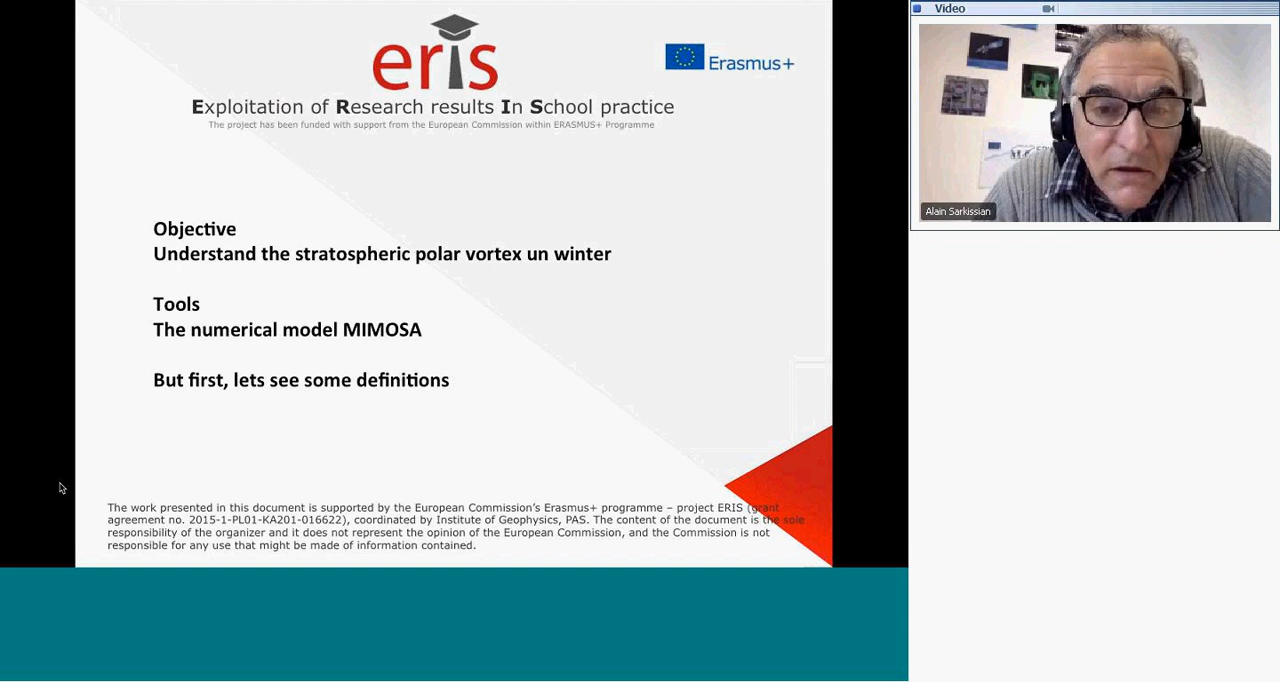 eris
Erasmus+
Exploitation of Research results In School practice
The project has been funded with support from the European Commission within ERASMUS+ Programme
Objective
Understand the stratospheric polar vortex un winter
Tools
The numerical model MIMOSA
But first, lets see some definitions
The work presented in this document is supported by the European Commission's Erasmus+ programme – project ERIS (grant
agreement no. 2015-1-PL01-KA201-016622), coordinated by Institute of Geophysics, PAS. The content of the document is the sole
responsibility of the organizer and it does not represent the opinion of the European Commission, and the Commission is not
responsible for any use that might be made of information contained.
Video
Alain Sarkissian